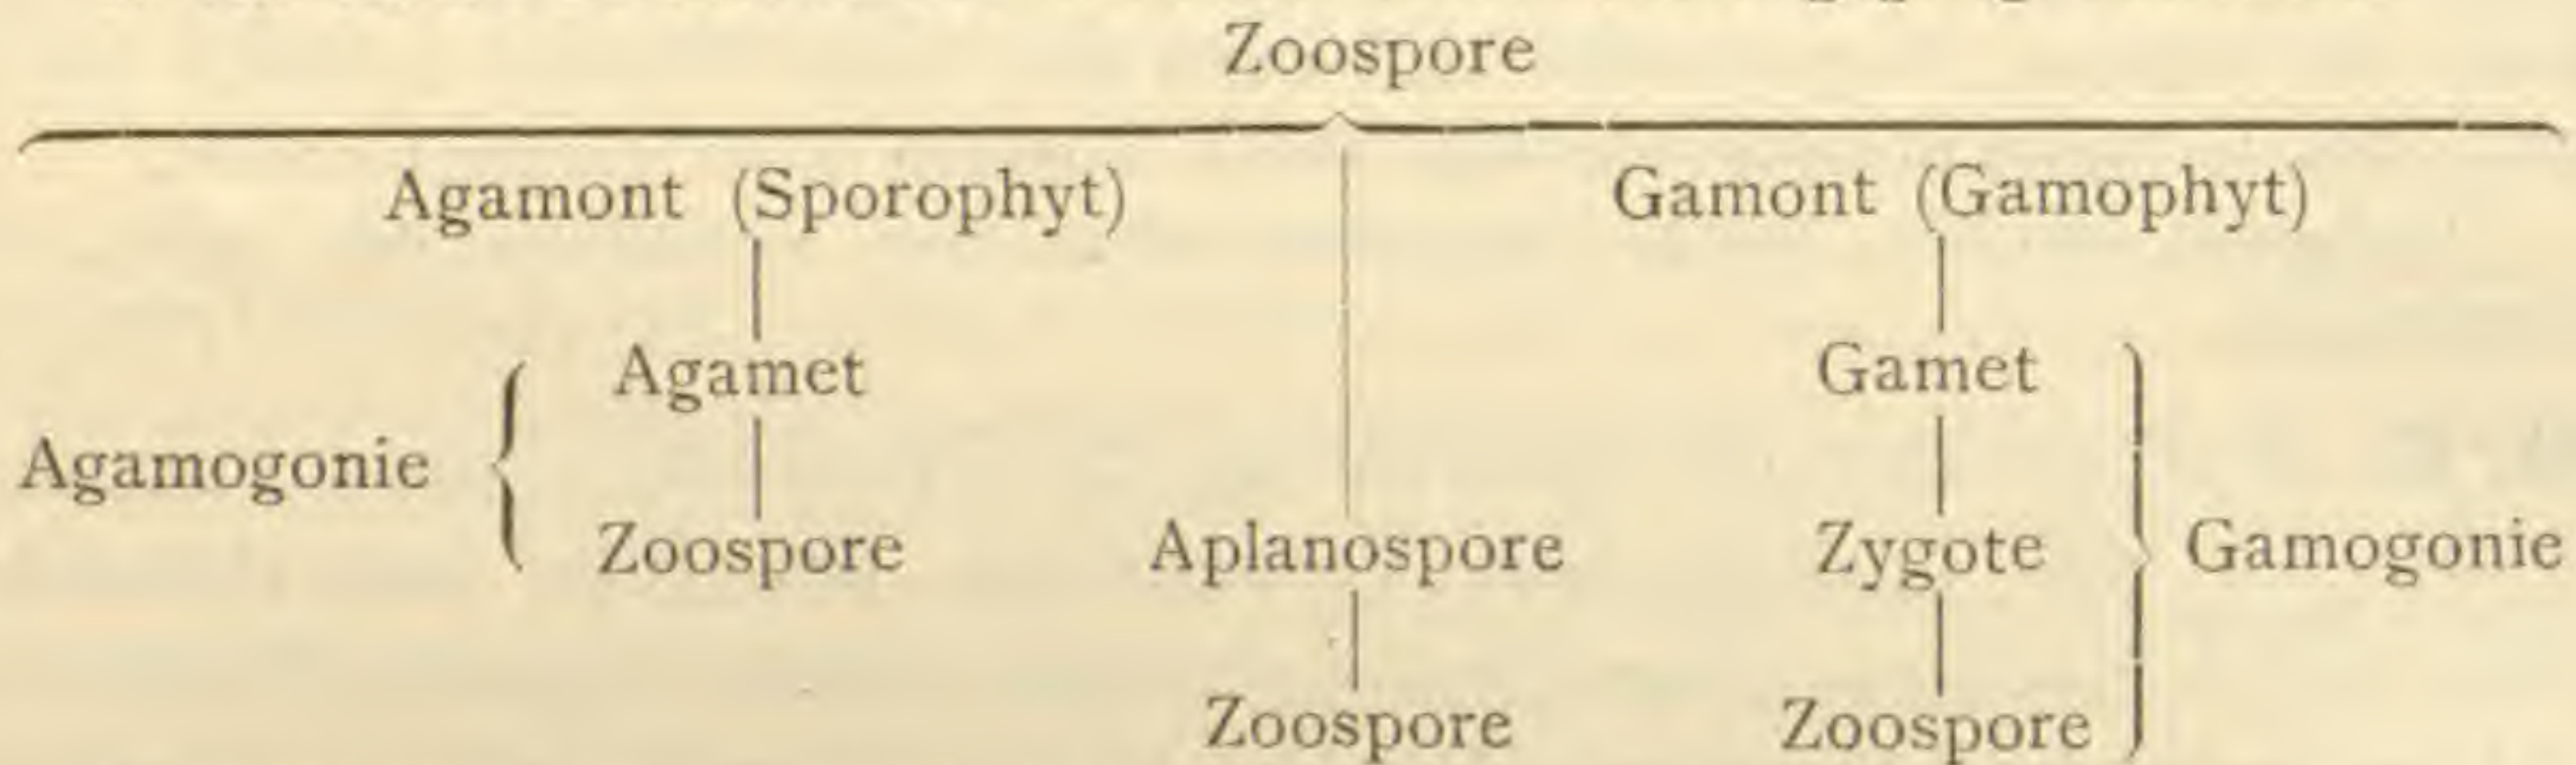 Zoospore
Agamont (Sporophyt) Gamont (Gamophyt)
Agamet Gamet
Agamogonie
Zoospore Aplanospore Zygote Gamogonie
Zoospore Zoospore